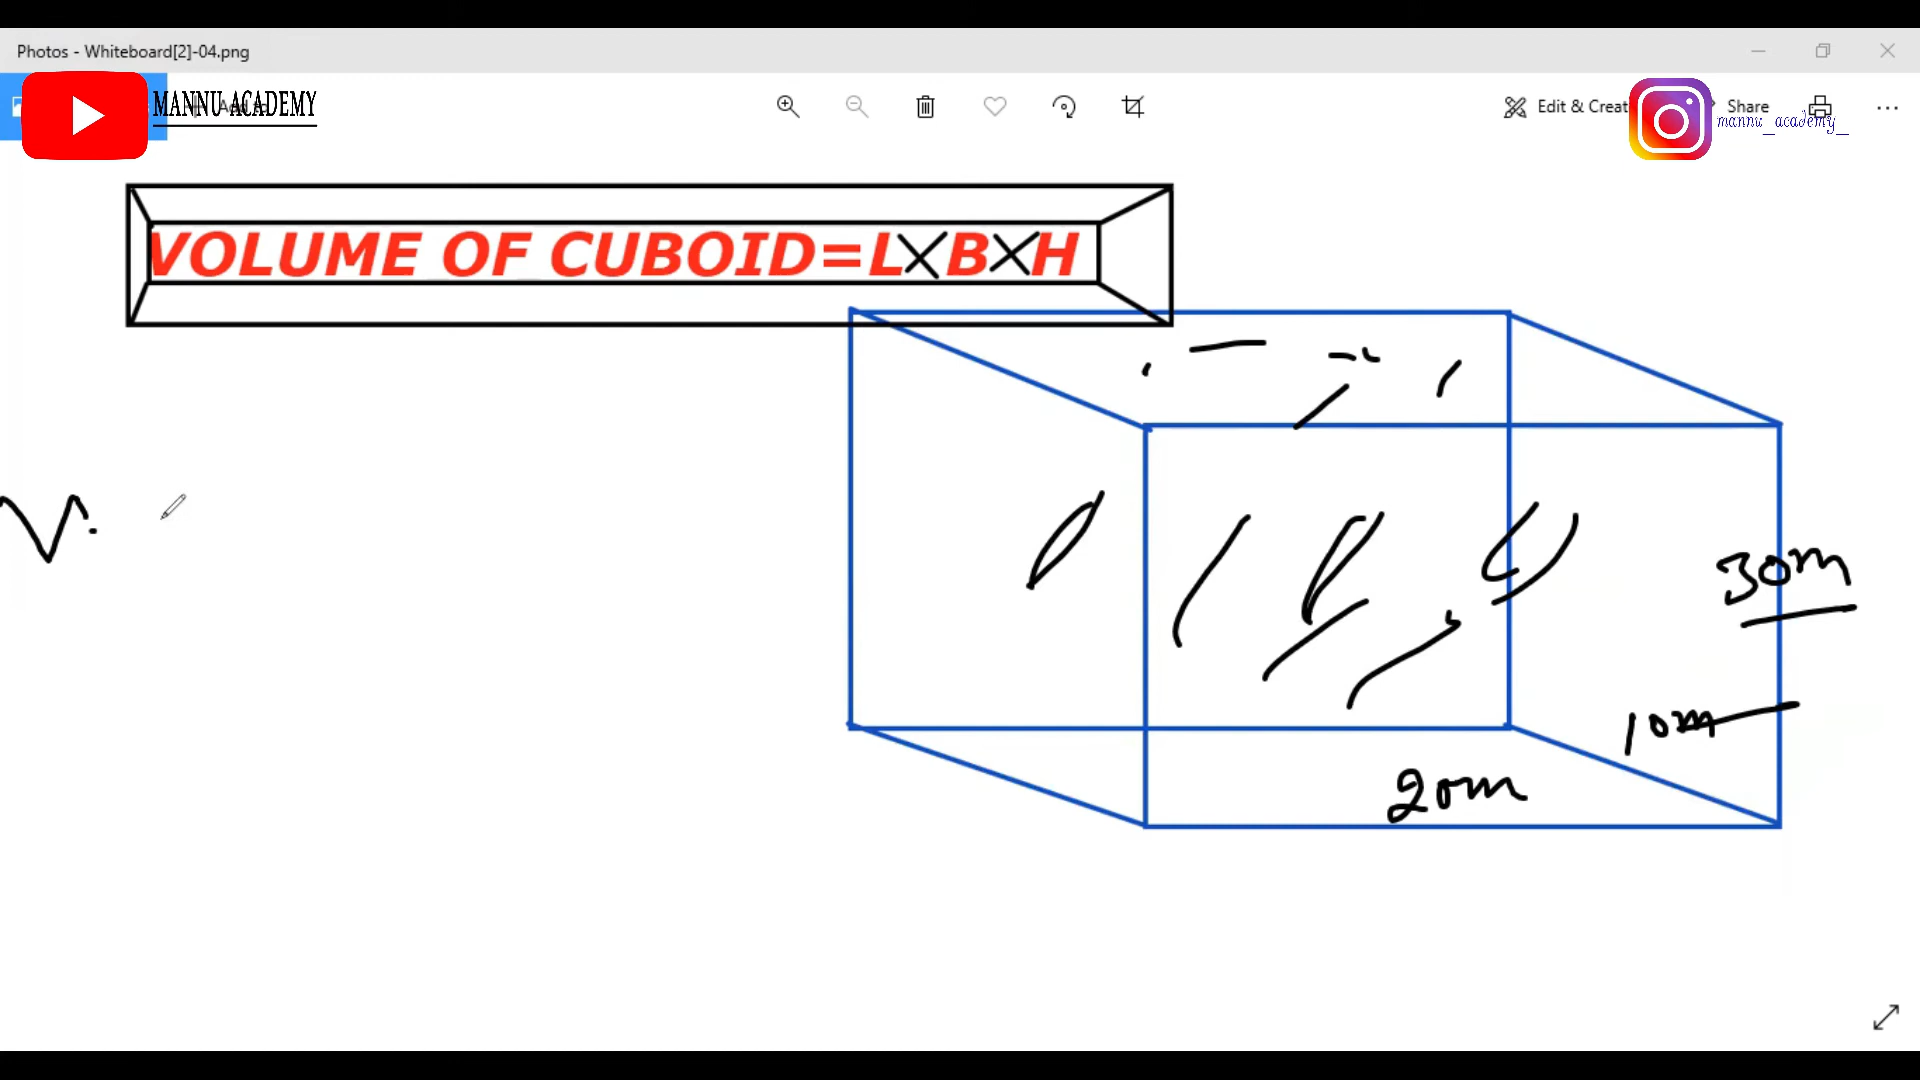 Photos - Whiteboard[2]-04.png
MANNU ACADEMY
Edit & Creat
Share
mannu_academy_
VOLUME OF CUBOID=L×B×H
V:
30m
10m
20m